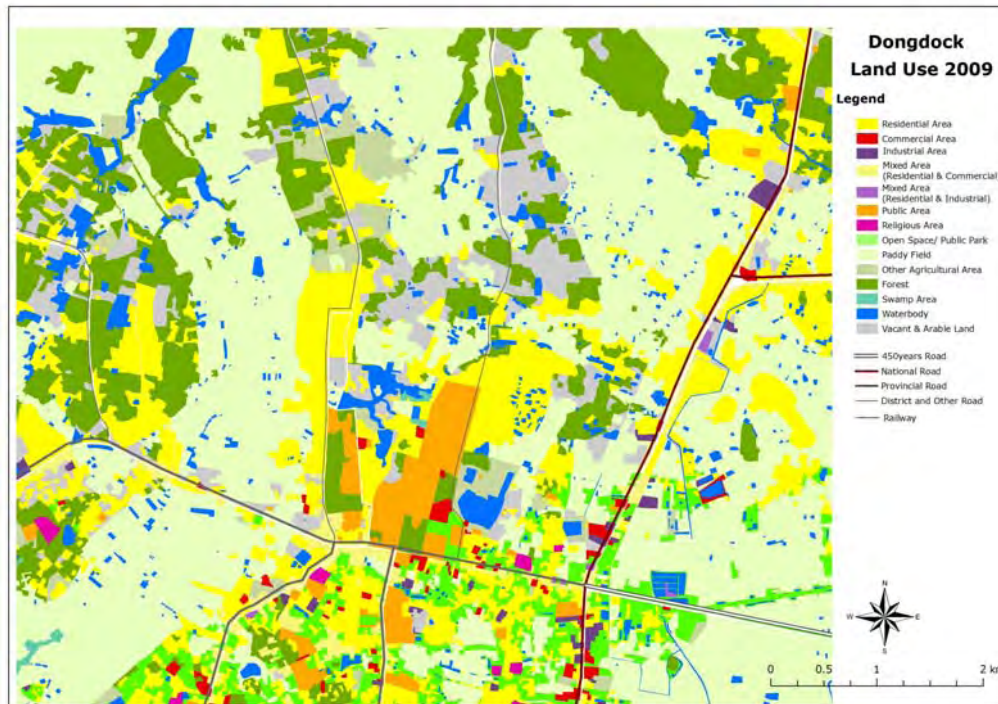 Dongdock
Land Use 2009
Legend
Residential Area
Commercial Area
Industrial Area
Mixed Area
(Residential & Commercial)
Mixed Area
(Residential & Industrial)
Public Area
Religious Area
Open Space/ Public Park
Paddy Field
Other Agricultural Area
Forest
Swamp Area
Waterbody
Vacant & Arable Land
450years Road
National Road
Provincial Road
District and Other Road
Railway
N
W E
S
0 0.5 1 2 km